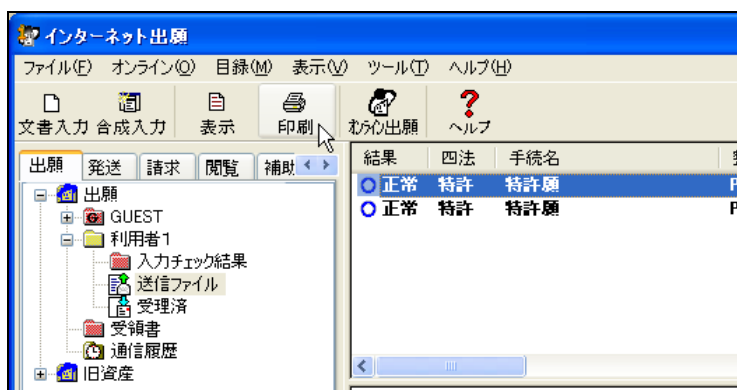 インターネット出願
ファイル(F) オンライン(O) 目録(M) 表示(V) ツール(T) ヘルプ(H)
文書入力 合成入力 表示 印刷 オンライン出願 ヘルプ
出願 発送 請求 閲覧 補助
結果 四法 手続名
正常 特許 特許願 P
正常 特許 特許願 P
出願
GUEST
利用者1
入力チェック結果
送信ファイル
受理済
受領書
通信履歴
旧資産